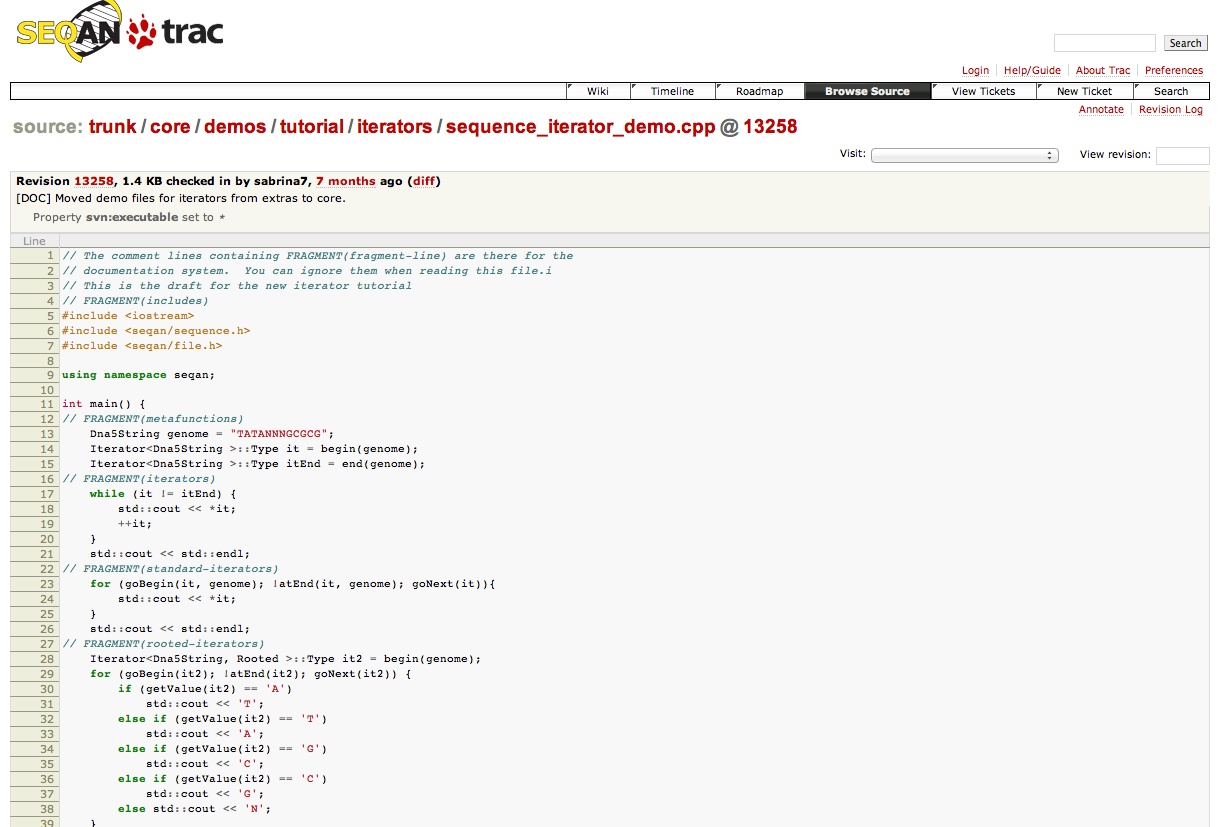 SEQAN trac
Search
Login Help/Guide About Trac Preferences
Wiki Timeline Roadmap Browse Source View Tickets New Ticket Search
Annotate Revision Log
source: trunk / core / demos / tutorial / iterators / sequence_iterator_demo.cpp @ 13258
Visit: View revision:
Revision 13258, 1.4 KB checked in by sabrina7, 7 months ago (diff)
[DOC] Moved demo files for iterators from extras to core.
Property svn:executable set to *
Line
1 // The comment lines containing FRAGMENT(fragment-line) are there for the
2 // documentation system.  You can ignore them when reading this file.i
3 // This is the draft for the new iterator tutorial
4 // FRAGMENT(includes)
5 #include <iostream>
6 #include <seqan/sequence.h>
7 #include <seqan/file.h>
8
9 using namespace seqan;
10
11 int main() {
12 // FRAGMENT(metafunctions)
13     Dna5String genome = "TATANNNGCGCG";
14     Iterator<Dna5String >::Type it = begin(genome);
15     Iterator<Dna5String >::Type itEnd = end(genome);
16 // FRAGMENT(iterators)
17     while (it != itEnd) {
18         std::cout << *it;
19         ++it;
20     }
21     std::cout << std::endl;
22 // FRAGMENT(standard-iterators)
23     for (goBegin(it, genome); !atEnd(it, genome); goNext(it)){
24         std::cout << *it;
25     }
26     std::cout << std::endl;
27 // FRAGMENT(rooted-iterators)
28     Iterator<Dna5String, Rooted >::Type it2 = begin(genome);
29     for (goBegin(it2); !atEnd(it2); goNext(it2)) {
30         if (getValue(it2) == 'A')
31             std::cout << 'T';
32         else if (getValue(it2) == 'T')
33             std::cout << 'A';
34         else if (getValue(it2) == 'G')
35             std::cout << 'C';
36         else if (getValue(it2) == 'C')
37             std::cout << 'G';
38         else std::cout << 'N';
39     }